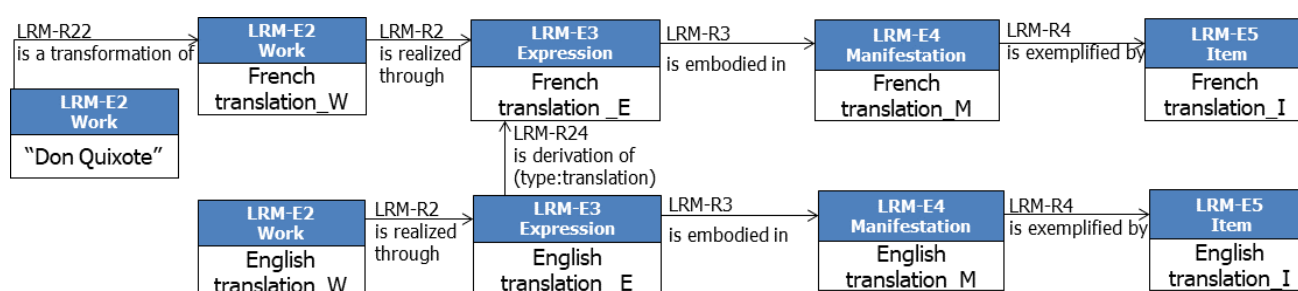 LRM-R22
is a transformation of
LRM-E2
Work
French
translation_W
LRM-R2
is realized
through
LRM-E3
Expression
French
translation _E
LRM-R3
is embodied in
LRM-E4
Manifestation
French
translation_M
LRM-R4
is exemplified by
LRM-E5
Item
French
translation_I
LRM-E2
Work
“Don Quixote”
LRM-R24
is derivation of
(type:translation)
LRM-E2
Work
English
translation_W
LRM-R2
is realized
through
LRM-E3
Expression
English
translation _E
LRM-R3
is embodied in
LRM-E4
Manifestation
English
translation_M
LRM-R4
is exemplified by
LRM-E5
Item
English
translation_I